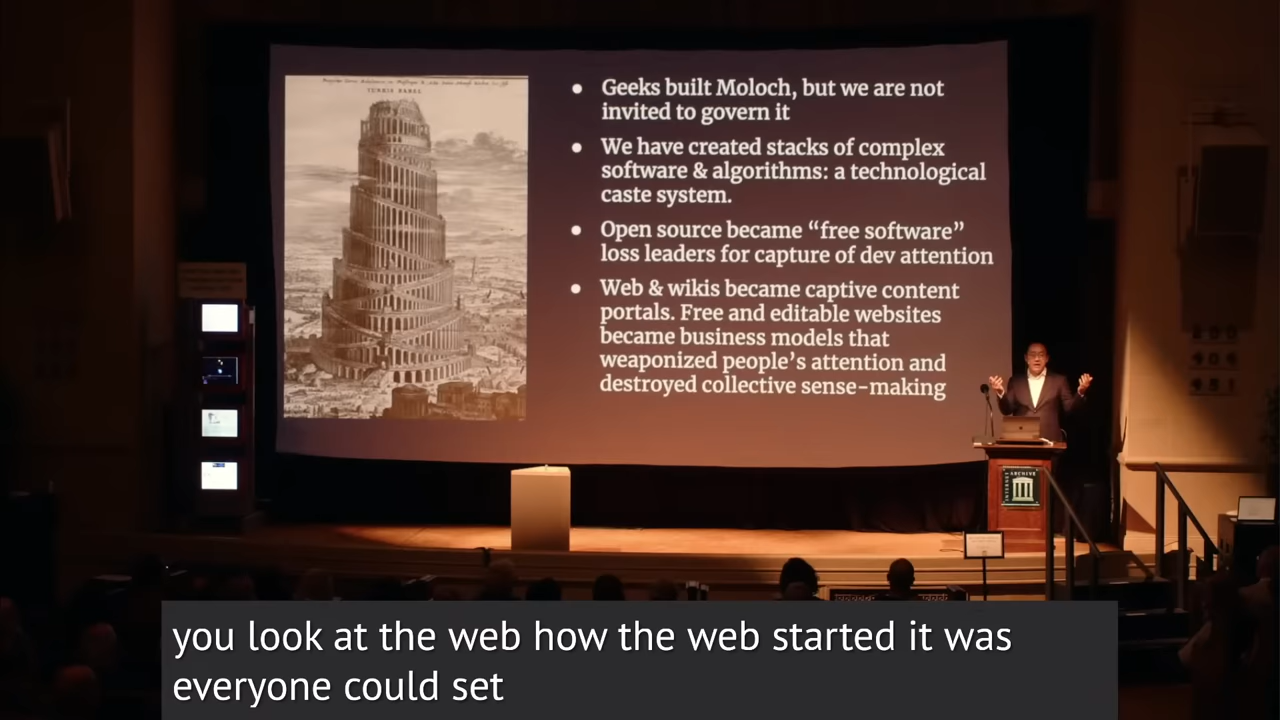 TURRIS BABEL
● Geeks built Moloch, but we are not
invited to govern it
● We have created stacks of complex
software & algorithms: a technological
caste system.
● Open source became “free software”
loss leaders for capture of dev attention
● Web & wikis became captive content
portals. Free and editable websites
became business models that
weaponized people’s attention and
destroyed collective sense-making
INTERNET ARCHIVE
you look at the web how the web started it was
everyone could set